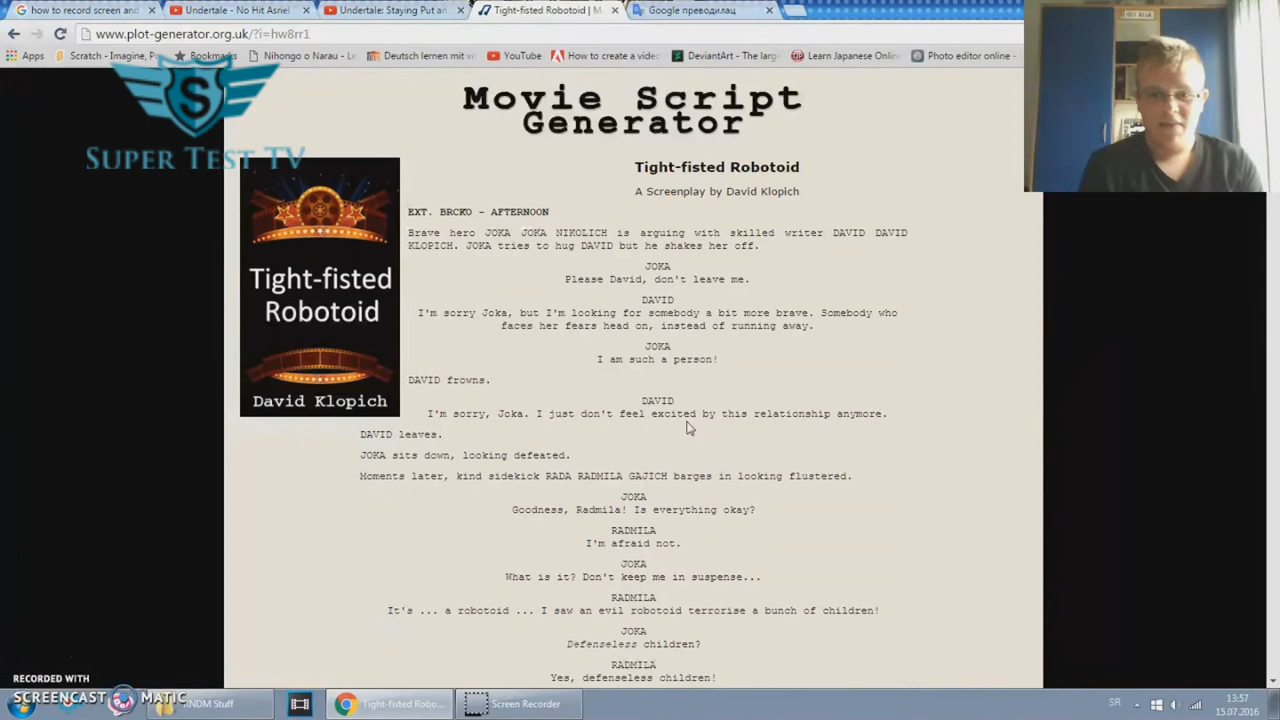 how to record screen and
Undertale - No Hit Asriel
Undertale: Staying Put a
Tight-fisted Robotoid | M
Google преводилац
www.plot-generator.org.uk/?i=hw8rr1
Apps
Scratch - Imagine, P
Bookmarks
Nihongo o Narau - L
Deutsch lernen mit vi
YouTube
How to create a vide
DeviantArt - The larg
Learn Japanese Onlin
Photo editor online -
S
SUPER TEST TV
Movie Script
Generator
Tight-fisted Robotoid
A Screenplay by David Klopich
Tight-fisted
Robotoid
David Klopich
EXT. BRCKO - AFTERNOON
Brave hero JOKA JOKA NIKOLICH is arguing with skilled writer DAVID DAVID
KLOPICH. JOKA tries to hug DAVID but he shakes her off.
JOKA
Please David, don't leave me.
DAVID
I'm sorry Joka, but I'm looking for somebody a bit more brave. Somebody who
faces her fears head on, instead of running away.
JOKA
I am such a person!
DAVID frowns.
DAVID
I'm sorry, Joka. I just don't feel excited by this relationship anymore.
DAVID leaves.
JOKA sits down, looking defeated.
Moments later, kind sidekick RADA RADMILA GAJICH barges in looking flustered.
JOKA
Goodness, Radmila! Is everything okay?
RADMILA
I'm afraid not.
JOKA
What is it? Don't keep me in suspense...
RADMILA
It's ... a robotoid ... I saw an evil robotoid terrorise a bunch of children!
JOKA
Defenseless children?
RADMILA
Yes, defenseless children!
RECORDED WITH
SCREENCAST MATIC
RNDM Stuff
Tight-fisted Robo...
Screen Recorder
SR
13:57
15.07.2016